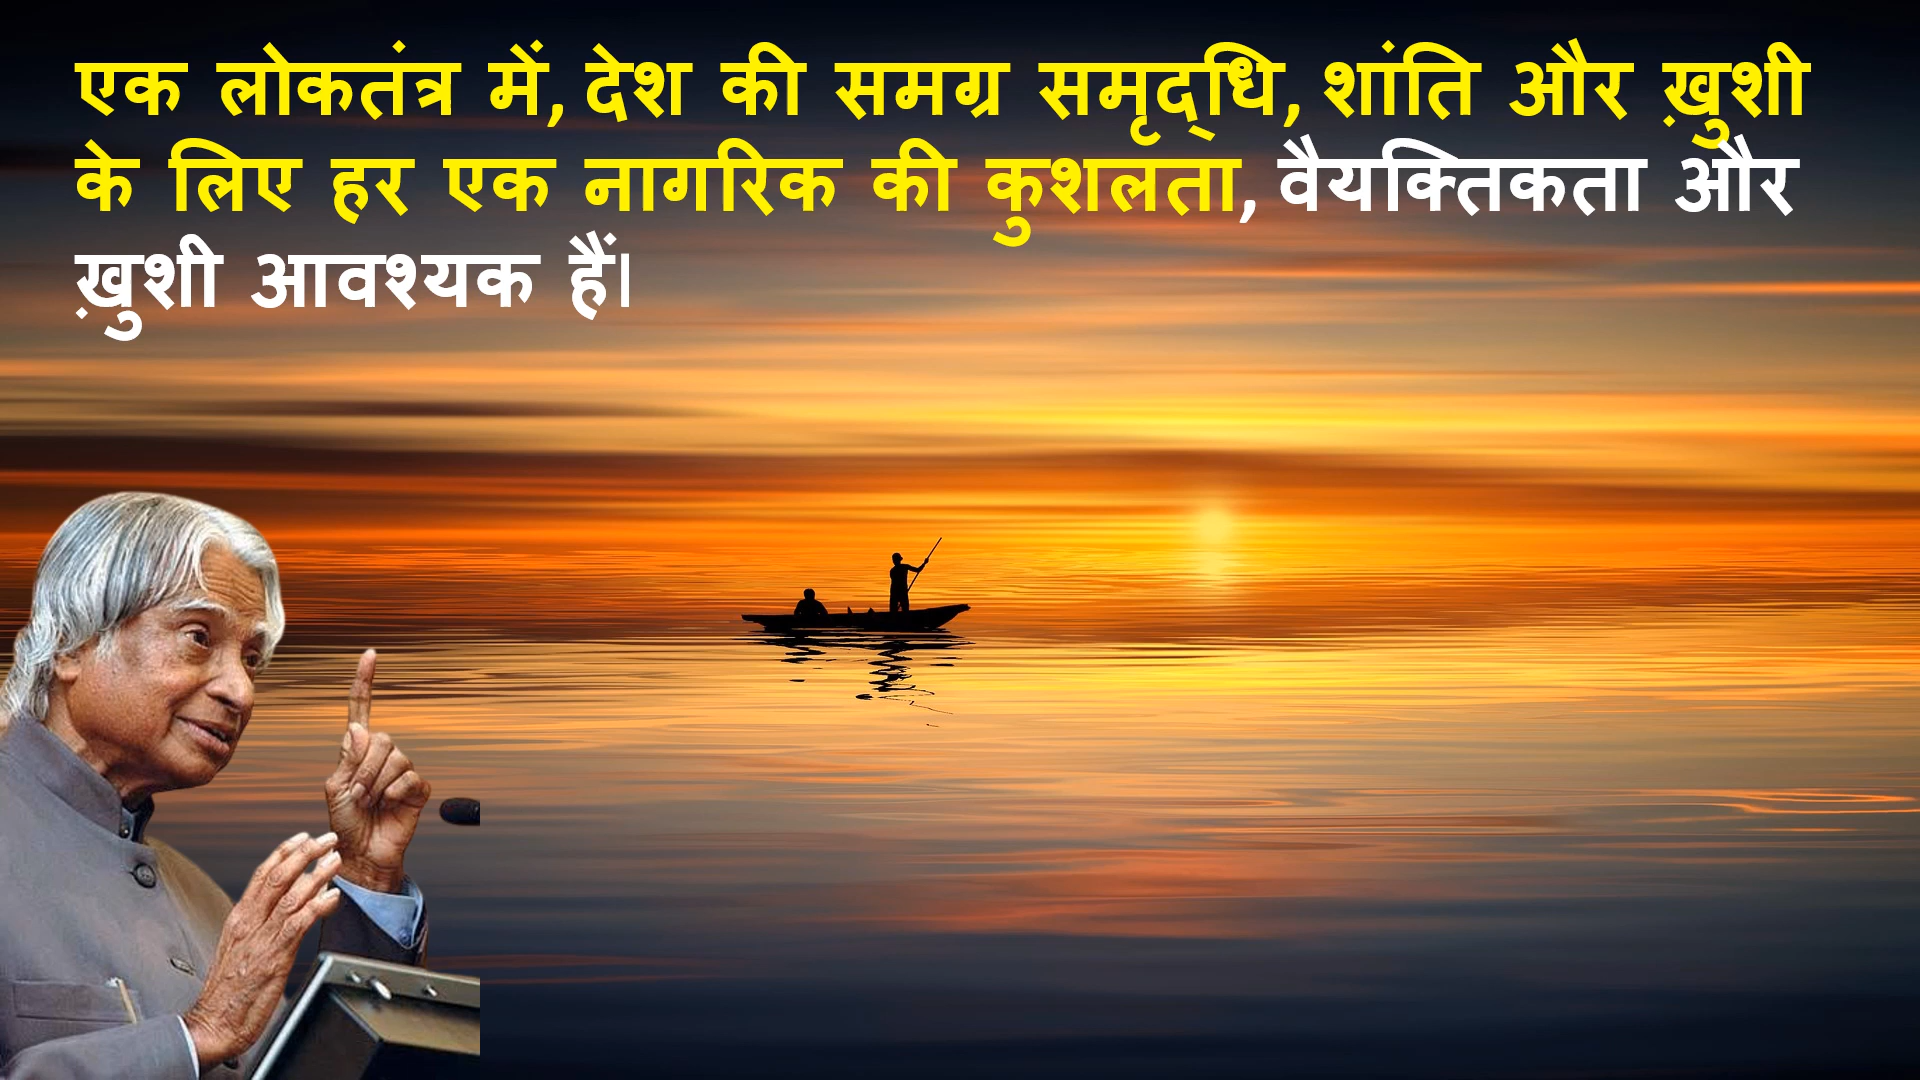 एक लोकतंत्र में, देश की समग्र समृद्धि, शांति और ख़ुशी
के लिए हर एक नागरिक की कुशलता, वैयक्तिकता और
ख़ुशी आवश्यक हैं।